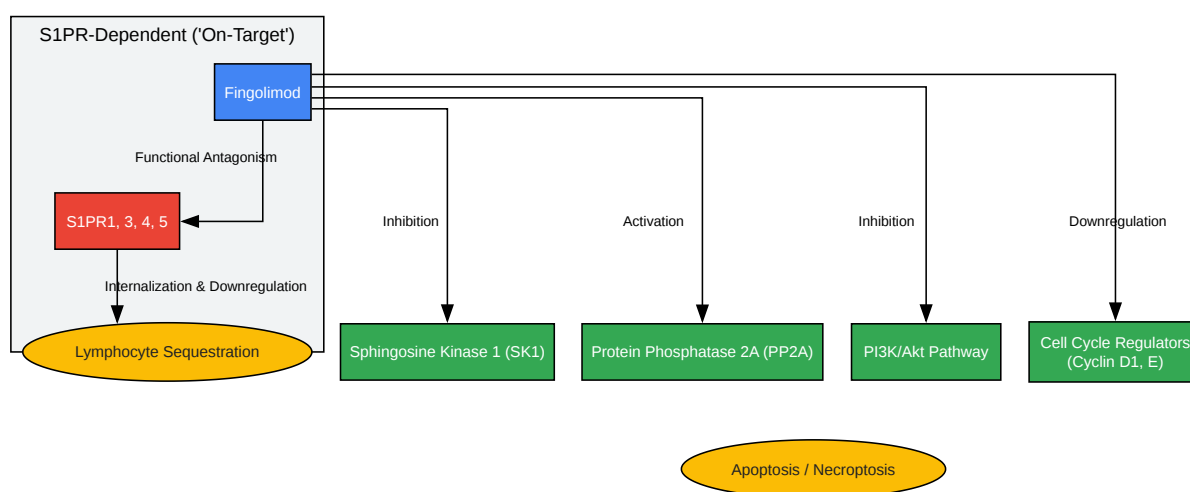 S1PR-Dependent ('On-Target')
Fingolimod
Functional Antagonism
S1PR1, 3, 4, 5
Inhibition
Activation
Inhibition
Downregulation
Internalization & Downregulation
Lymphocyte Sequestration
Sphingosine Kinase 1 (SK1)
Protein Phosphatase 2A (PP2A)
PI3K/Akt Pathway
Cell Cycle Regulators
(Cyclin D1, E)
Apoptosis / Necroptosis